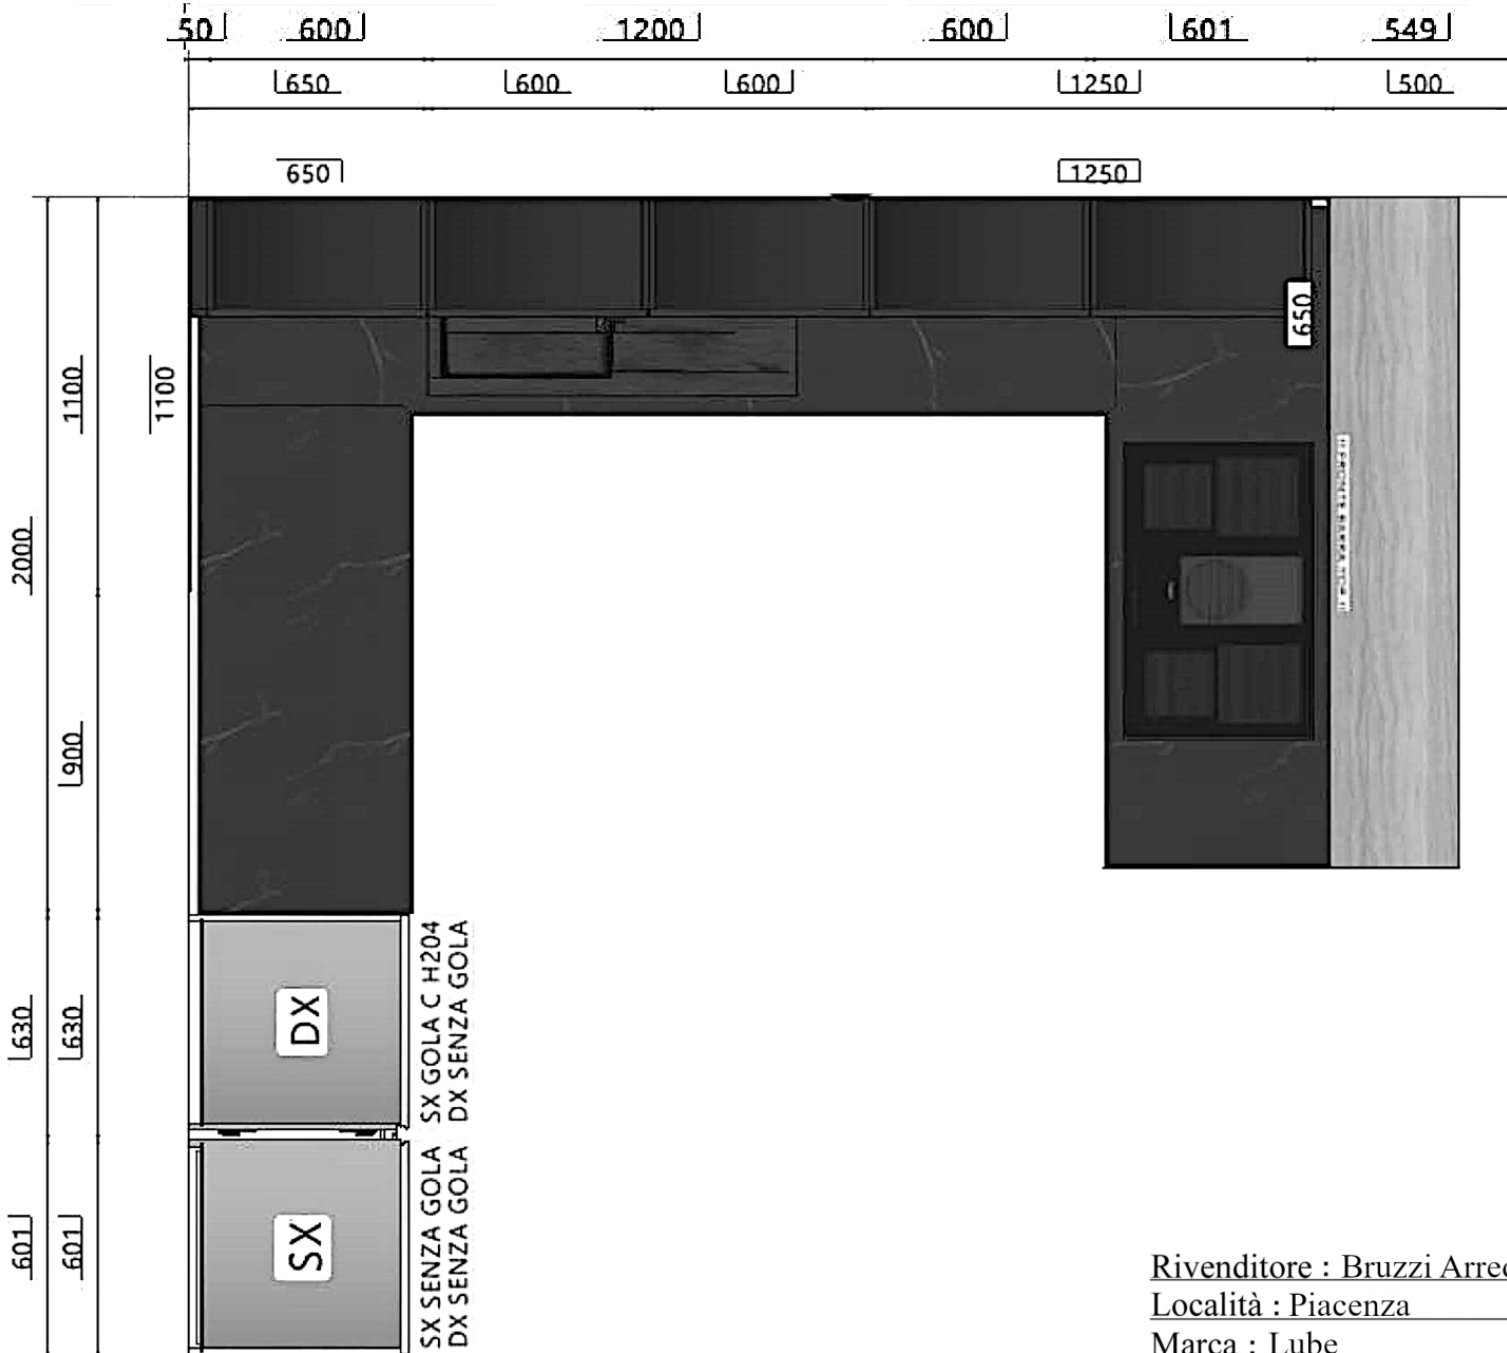 50 600 1200 600 601 549
650 600 600 1250 500
650 1250
650
1100
1100
2000
900
630
630
601
601
DX
SX GOLA C H204
DX SENZA GOLA
SX
SX SENZA GOLA
DX SENZA GOLA
Rivenditore : Bruzzi Arred
Località : Piacenza
Marca : Lube